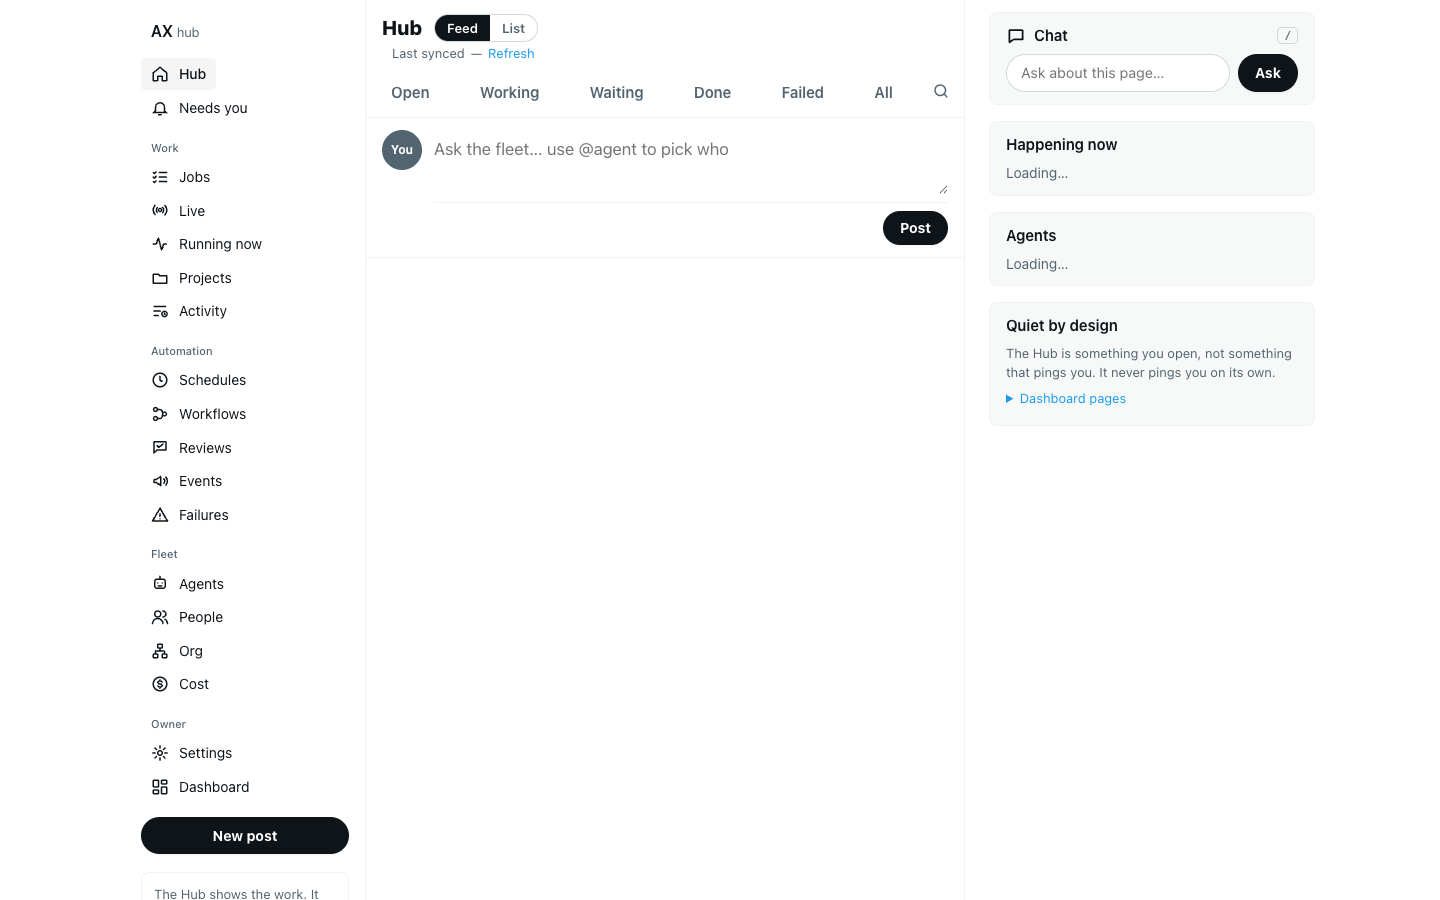 AX hub
Hub
Needs you
Work
Jobs
Live
Running now
Projects
Activity
Automation
Schedules
Workflows
Reviews
Events
Failures
Fleet
Agents
People
Org
Cost
Owner
Settings
Dashboard
New post
The Hub shows the work. It
Hub
Feed List
Last synced — Refresh
Open Working Waiting Done Failed All
You
Ask the fleet... use @agent to pick who
Post
Chat /
Ask about this page... Ask
Happening now
Loading...
Agents
Loading...
Quiet by design
The Hub is something you open, not something
that pings you. It never pings you on its own.
Dashboard pages